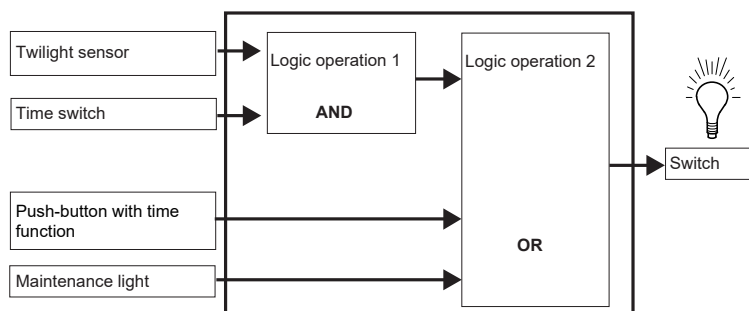 Twilight sensor
Time switch
Push-button with time
function
Maintenance light
Logic operation 1
AND
Logic operation 2
OR
Switch